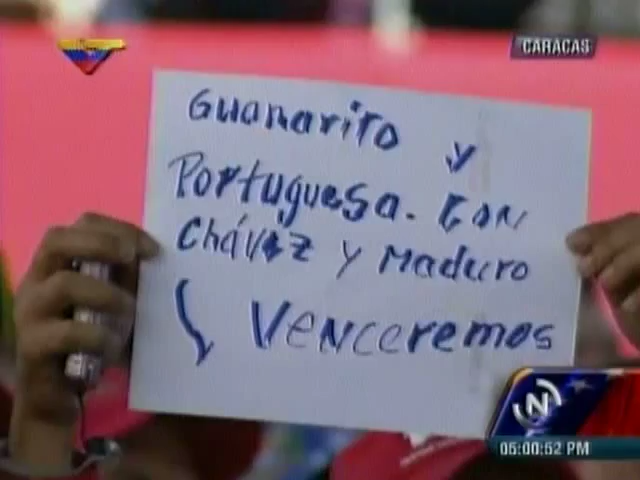 CARACAS
Guanarito y
Portuguesa. Con
Chávez y Maduro
Venceremos
N
05:00:52 PM